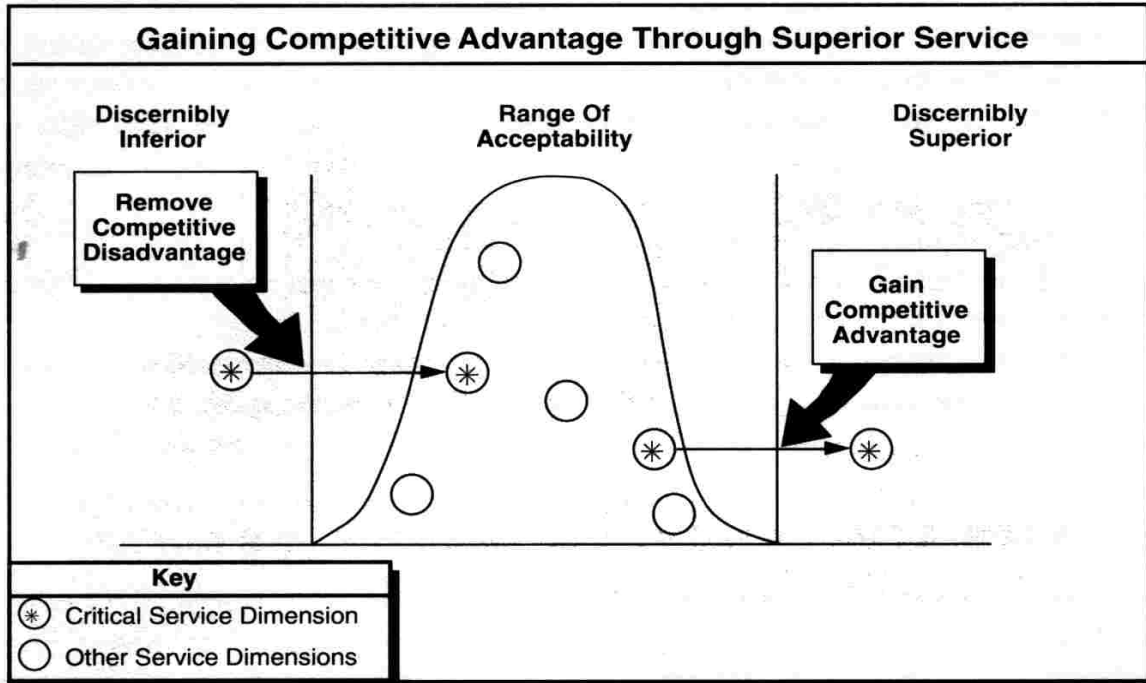 Gaining Competitive Advantage Through Superior Service
Discernibly
Inferior
Range Of
Acceptability
Discernibly
Superior
Remove
Competitive
Disadvantage
Gain
Competitive
Advantage
Key
Critical Service Dimension
Other Service Dimensions